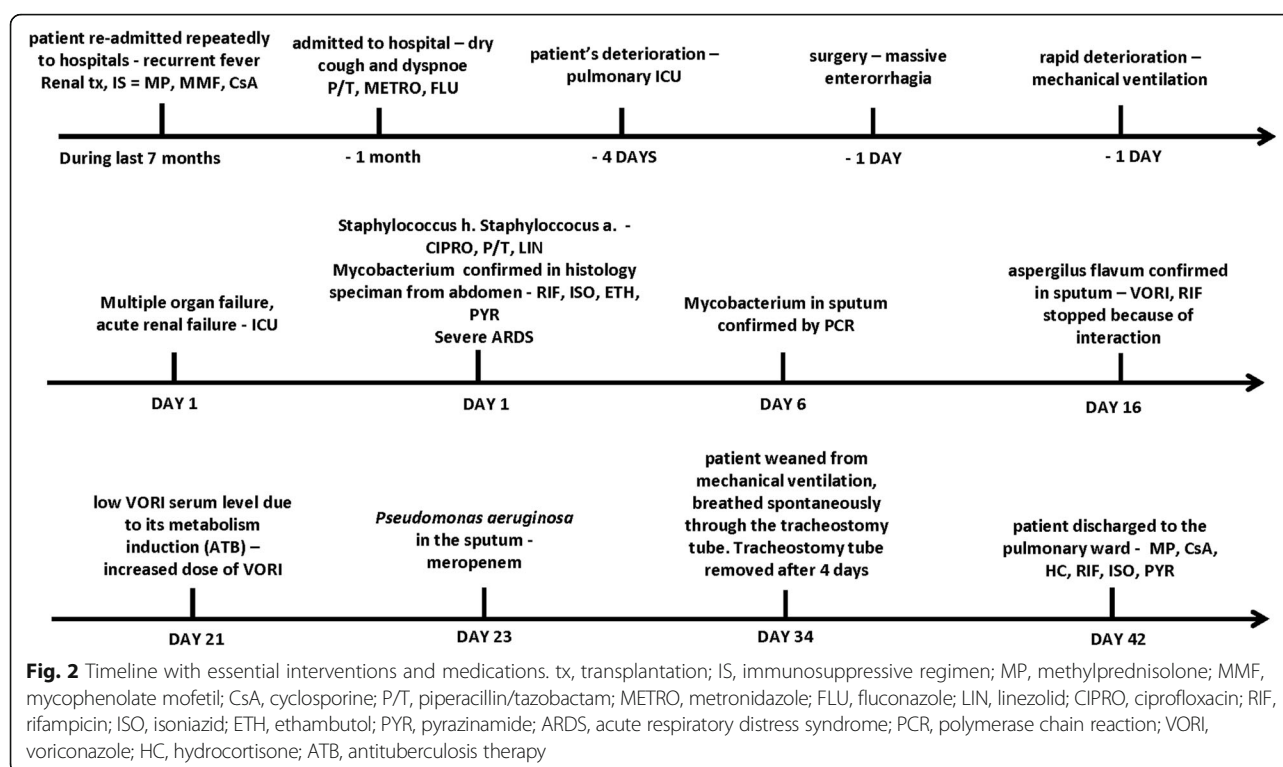 patient re-admitted repeatedly
to hospitals - recurrent fever
Renal tx, IS = MP, MMF, CsA
During last 7 months
admitted to hospital – dry
cough and dyspnoe
P/T, METRO, FLU
- 1 month
patient's deterioration –
pulmonary ICU
- 4 DAYS
surgery – massive
enterorrhagia
- 1 DAY
rapid deterioration –
mechanical ventilation
- 1 DAY
Multiple organ failure,
acute renal failure - ICU
DAY 1
Staphylococcus h. Staphyloccocus a. -
CIPRO, P/T, LIN
Mycobacterium confirmed in histology
speciman from abdomen - RIF, ISO, ETH,
PYR
Severe ARDS
DAY 1
Mycobacterium in sputum
confirmed by PCR
DAY 6
aspergilus flavum confirmed
in sputum – VORI, RIF
stopped because of
interaction
DAY 16
low VORI serum level due
to its metabolism
induction (ATB) –
increased dose of VORI
DAY 21
Pseudomonas aeruginosa
in the sputum -
meropenem
DAY 23
patient weaned from
mechanical ventilation,
breathed spontaneously
through the tracheostomy
tube. Tracheostomy tube
removed after 4 days
DAY 34
patient discharged to the
pulmonary ward - MP, CsA,
HC, RIF, ISO, PYR
DAY 42
Fig. 2 Timeline with essential interventions and medications. tx, transplantation; IS, immunosuppressive regimen; MP, methylprednisolone; MMF,
mycophenolate mofetil; CsA, cyclosporine; P/T, piperacillin/tazobactam; METRO, metronidazole; FLU, fluconazole; LIN, linezolid; CIPRO, ciprofloxacin; RIF,
rifampicin; ISO, isoniazid; ETH, ethambutol; PYR, pyrazinamide; ARDS, acute respiratory distress syndrome; PCR, polymerase chain reaction; VORI,
voriconazole; HC, hydrocortisone; ATB, antituberculosis therapy